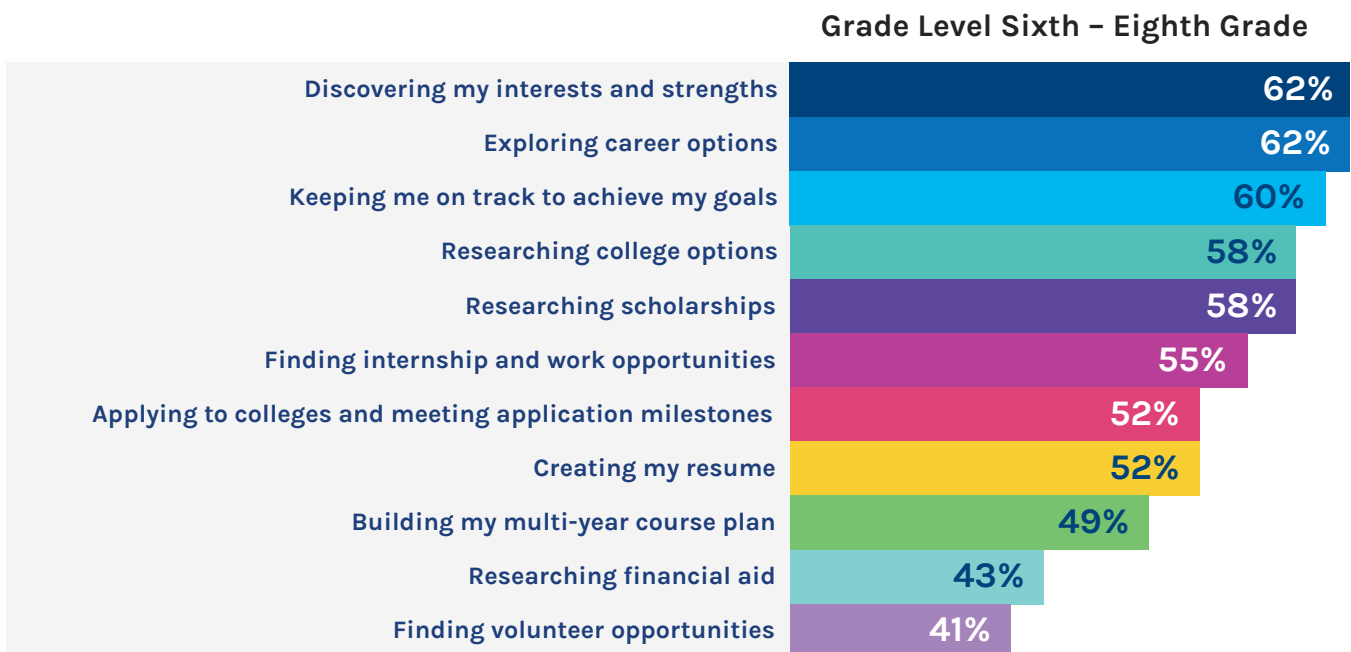 Grade Level Sixth – Eighth Grade
Discovering my interests and strengths 62%
Exploring career options 62%
Keeping me on track to achieve my goals 60%
Researching college options 58%
Researching scholarships 58%
Finding internship and work opportunities 55%
Applying to colleges and meeting application milestones 52%
Creating my resume 52%
Building my multi-year course plan 49%
Researching financial aid 43%
Finding volunteer opportunities 41%